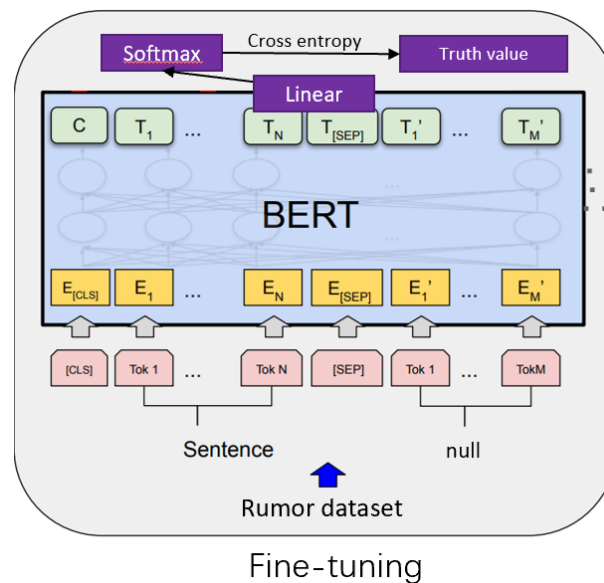 Softmax
Cross entropy
Truth value
Linear
C T1 ... TN T[SEP] T1' ... TM'
...
BERT
...
E[CLS] E1 ... EN E[SEP] E1' ... EM'
[CLS] Tok 1 ... Tok N [SEP] Tok 1 ... TokM
Sentence null
Rumor dataset
Fine-tuning